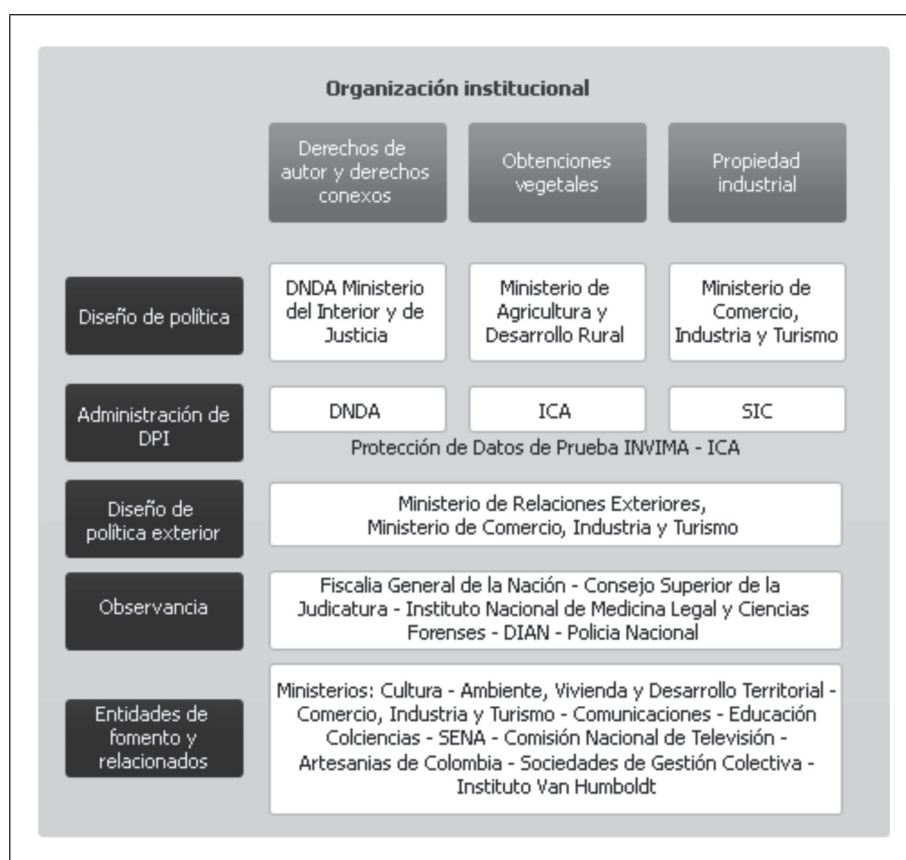 Organización institucional
Derechos de
autor y derechos
conexos
Obtenciones
vegetales
Propiedad
industrial
Diseño de política
DNDA Ministerio
del Interior y de
Justicia
Ministerio de
Agricultura y
Desarrollo Rural
Ministerio de
Comercio,
Industria y Turismo
Administración de
DPI
DNDA
ICA
SIC
Protección de Datos de Prueba INVIMA - ICA
Diseño de
política exterior
Ministerio de Relaciones Exteriores,
Ministerio de Comercio, Industria y Turismo
Observancia
Fiscalia General de la Nación - Consejo Superior de la
Judicatura - Instituto Nacional de Medicina Legal y Ciencias
Forenses - DIAN - Policia Nacional
Entidades de
fomento y
relacionados
Ministerios: Cultura - Ambiente, Vivienda y Desarrollo Territorial -
Comercio, Industria y Turismo - Comunicaciones - Educación
Colciencias - SENA - Comisión Nacional de Televisión -
Artesanias de Colombia - Sociedades de Gestión Colectiva -
Instituto Van Humboldt